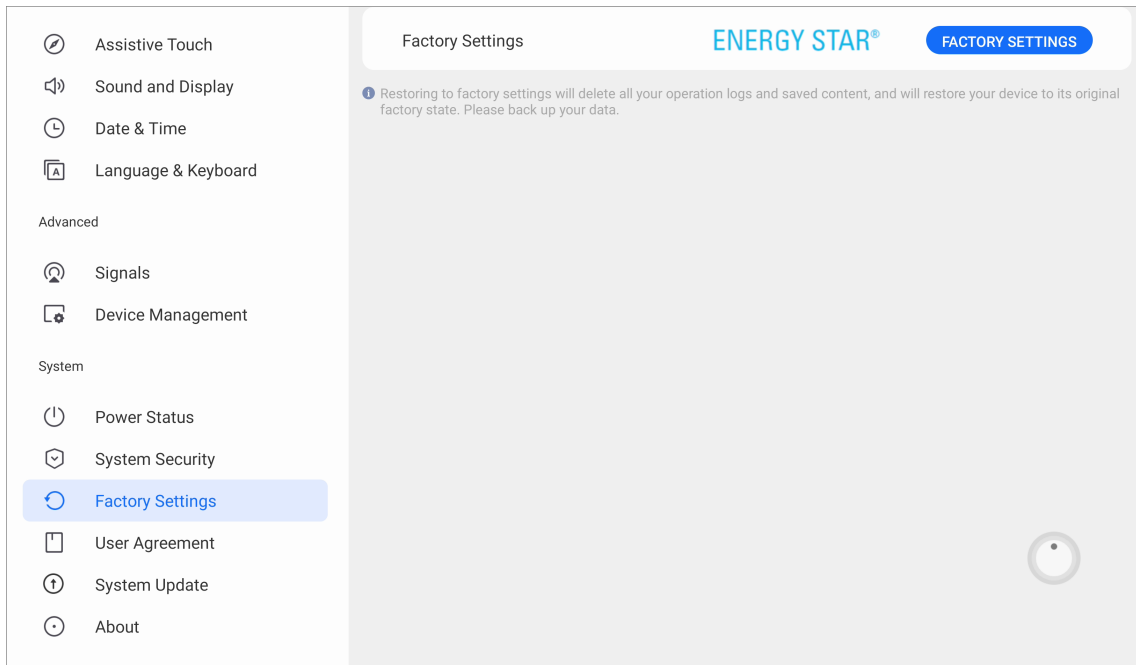 Assistive Touch
Sound and Display
Date & Time
Language & Keyboard
Advanced
Signals
Device Management
System
Power Status
System Security
Factory Settings
User Agreement
System Update
About
Factory Settings
ENERGY STAR®
FACTORY SETTINGS
Restoring to factory settings will delete all your operation logs and saved content, and will restore your device to its original
factory state. Please back up your data.